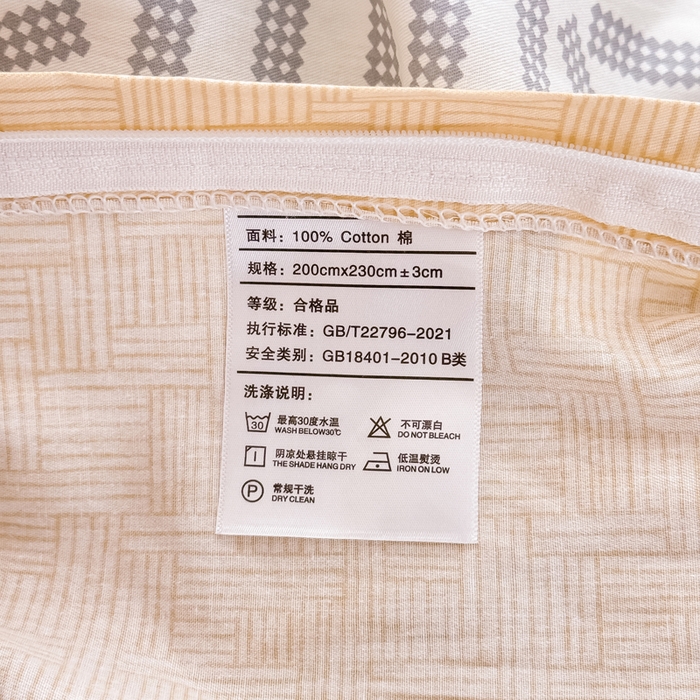 面料：100% Cotton 棉
规格：200cmx230cm±3cm
等级：合格品
执行标准：GB/T22796-2021
安全类别：GB18401-2010 B类
洗涤说明：
30 最高30度水温 不可漂白
WASH BELOW30℃ DO NOT BLEACH
阴凉处悬挂晾干 低温熨烫
THE SHADE HANG DRY IRON ON LOW
P 常规干洗
DRY CLEAN